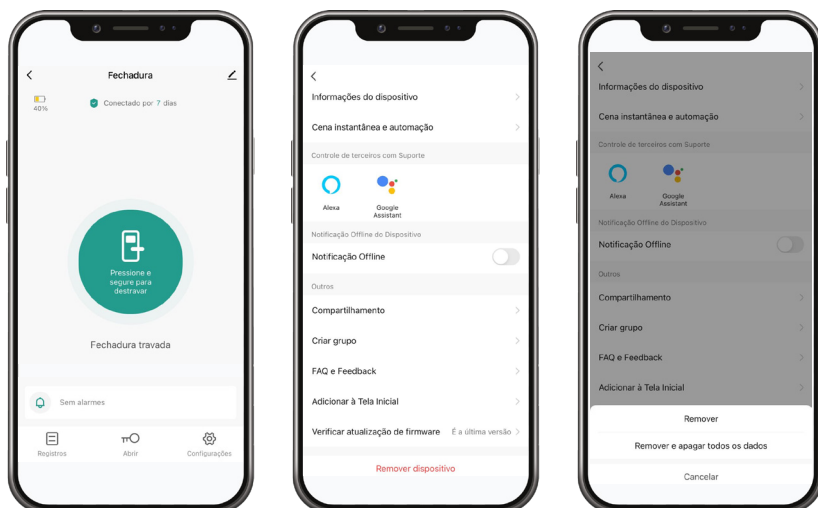 Fechadura
40%
Conectado por 7 dias
Pressione e
segure para
destravar
Fechadura travada
Sem alarmes
Registros
Abrir
Configurações
Informações do dispositivo
Cena instantânea e automação
Controle de terceiros com Suporte
Alexa
Google
Assistant
Notificação Offline do Dispositivo
Notificação Offline
Outros
Compartilhamento
Criar grupo
FAQ e Feedback
Adicionar à Tela Inicial
Verificar atualização de firmware É a última versão
Remover dispositivo
Informações do dispositivo
Cena instantânea e automação
Controle de terceiros com Suporte
Alexa
Google
Assistant
Notificação Offline do Dispositivo
Notificação Offline
Outros
Compartilhamento
Criar grupo
FAQ e Feedback
Adicionar à Tela Inicial
Remover
Remover e apagar todos os dados
Cancelar